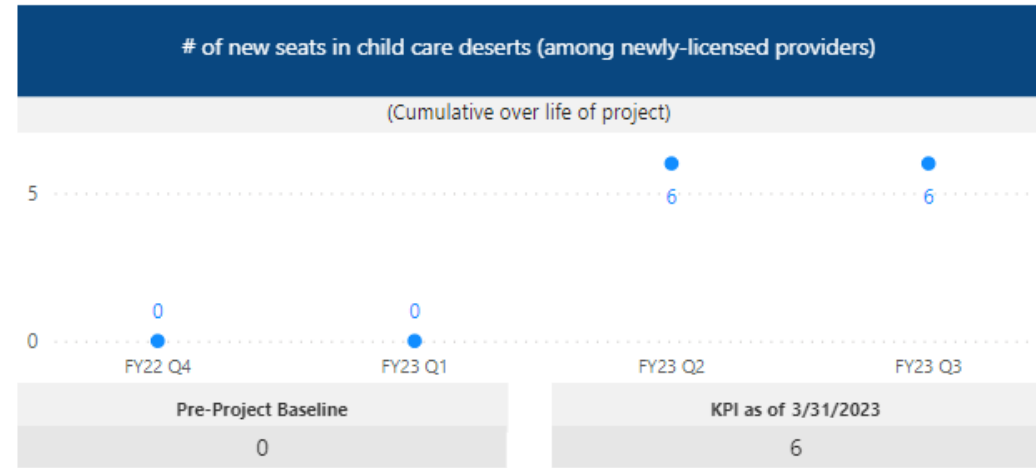 # of new seats in child care deserts (among newly-licensed providers)
(Cumulative over life of project)
5
6 6
0 0
0
FY22 Q4 FY23 Q1 FY23 Q2 FY23 Q3
Pre-Project Baseline KPI as of 3/31/2023
0 6